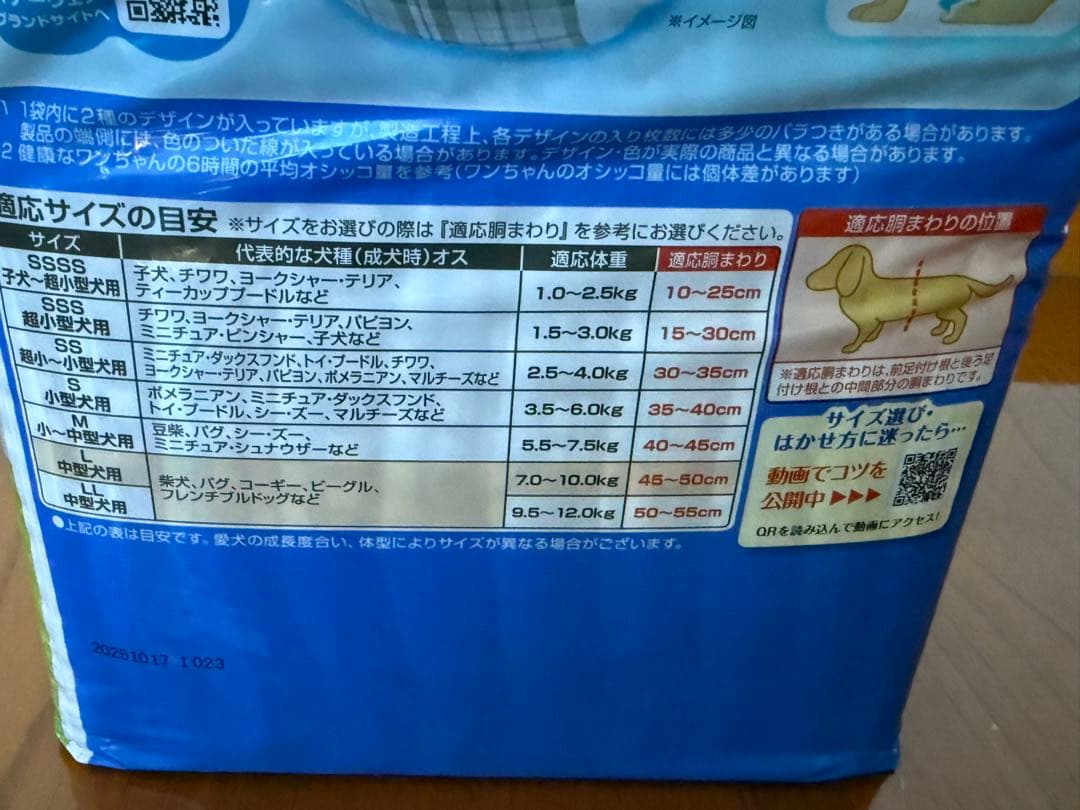 ブランドサイトへ
※イメージ図
1 1袋内に2種のデザインが入っていますが、製造工程上、各デザインの入り枚数には多少のバラつきがある場合があります。
製品の端側には、色のついた線が入っている場合があります。デザイン・色が実際の商品と異なる場合があります。
2 健康なワンちゃんの6時間の平均オシッコ量を参考(ワンちゃんのオシッコ量には個体差があります)
適応サイズの目安 ※サイズをお選びの際は『適応胴まわり』を参考にお選びください。
サイズ 代表的な犬種(成犬時)オス 適応体重 適応胴まわり
SSSS
子犬〜超小型犬用
子犬、チワワ、ヨークシャー・テリア、
ティーカッププードルなど
1.0〜2.5kg 10〜25cm
SSS
超小型犬用
チワワ、ヨークシャー・テリア、パピヨン、
ミニチュア・ピンシャー、子犬など
1.5〜3.0kg 15〜30cm
SS
超小〜小型犬用
ミニチュア・ダックスフンド、トイ・プードル、チワワ、
ヨークシャー・テリア、パピヨン、ポメラニアン、マルチーズなど
2.5〜4.0kg 30〜35cm
S
小型犬用
ポメラニアン、ミニチュア・ダックスフンド、
トイ・プードル、シー・ズー、マルチーズなど
3.5〜6.0kg 35〜40cm
M
小〜中型犬用
豆柴、パグ、シー・ズー、
ミニチュア・シュナウザーなど
5.5〜7.5kg 40〜45cm
L
中型犬用
柴犬、パグ、コーギー、ビーグル、
フレンチブルドッグなど
7.0〜10.0kg 45〜50cm
LL
中型犬用
9.5〜12.0kg 50〜55cm
●上記の表は目安です。愛犬の成長度合い、体型によりサイズが異なる場合がございます。
適応胴まわりの位置
※適応胴まわりは、前足付け根と後ろ足
付け根との中間部分の胴まわりです。
サイズ選び・
はかせ方に迷ったら…
動画でコツを
公開中▶▶▶
QRを読み込んで動画にアクセス!
20251017 1023